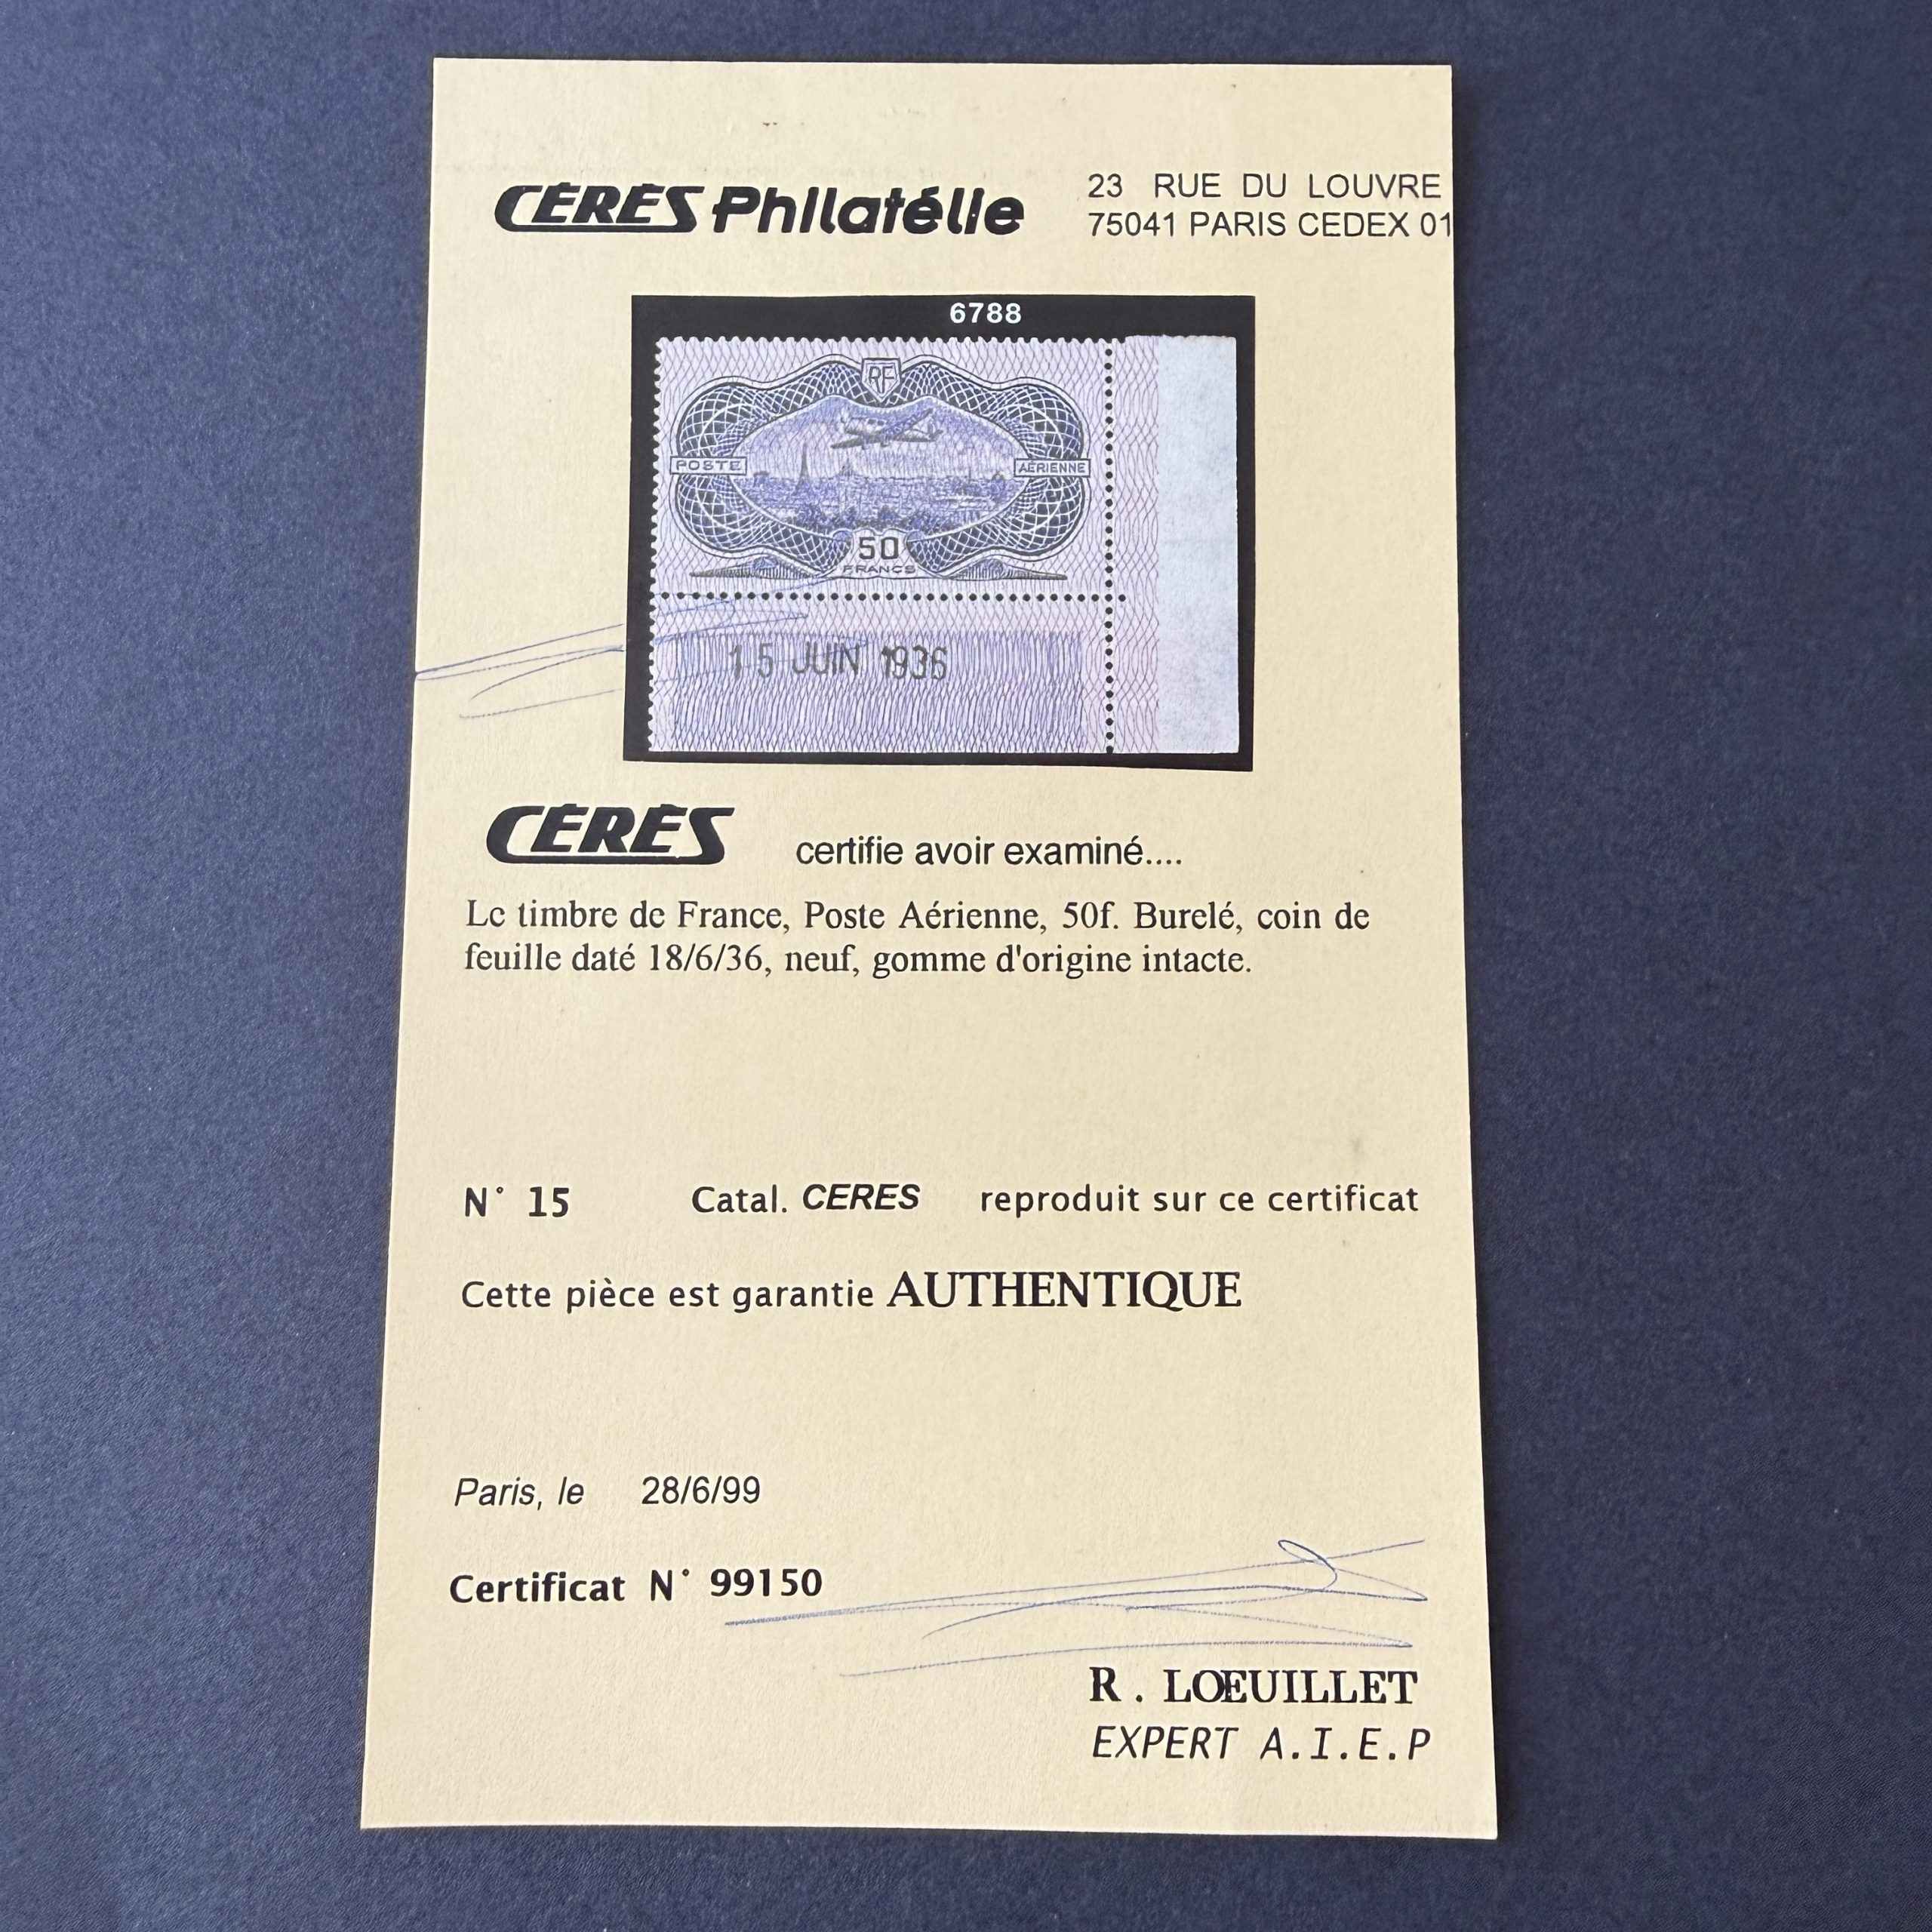 CÉRÈS Philatélie
23 RUE DU LOUVRE
75041 PARIS CEDEX 01
6788
RF
POSTE
AÉRIENNE
50
FRANCS
15 JUIN 1936
CÉRÈS certifie avoir examiné....
Le timbre de France, Poste Aérienne, 50f. Burelé, coin de
feuille daté 18/6/36, neuf, gomme d'origine intacte.
N° 15 Catal. CERES reproduit sur ce certificat
Cette pièce est garantie AUTHENTIQUE
Paris, le 28/6/99
Certificat N° 99150
R. LOEUILLET
EXPERT A.I.E.P